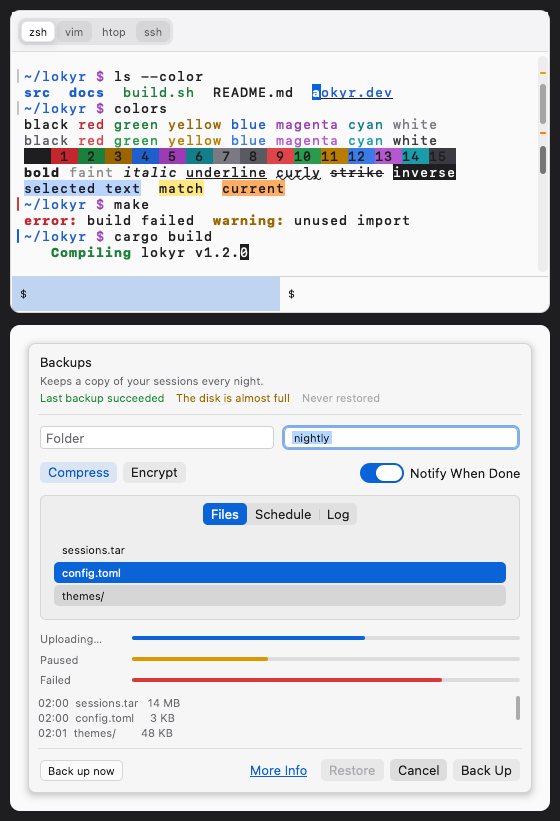 zsh vim htop ssh
~/lokyr $ ls --color
src docs build.sh README.md aokyr.dev
~/lokyr $ colors
black red green yellow blue magenta cyan white
black red green yellow blue magenta cyan white
1 2 3 4 5 6 7 8 9 10 11 12 13 14 15
bold faint italic underline curly strike inverse
selected text match current
~/lokyr $ make
error: build failed warning: unused import
~/lokyr $ cargo build
Compiling lokyr v1.2.0
$ $
Backups
Keeps a copy of your sessions every night.
Last backup succeeded The disk is almost full Never restored
Folder nightly
Compress Encrypt Notify When Done
Files Schedule Log
sessions.tar
config.toml
themes/
Uploading...
Paused
Failed
02:00 sessions.tar 14 MB
02:00 config.toml 3 KB
02:01 themes/ 48 KB
Back up now More Info Restore Cancel Back Up